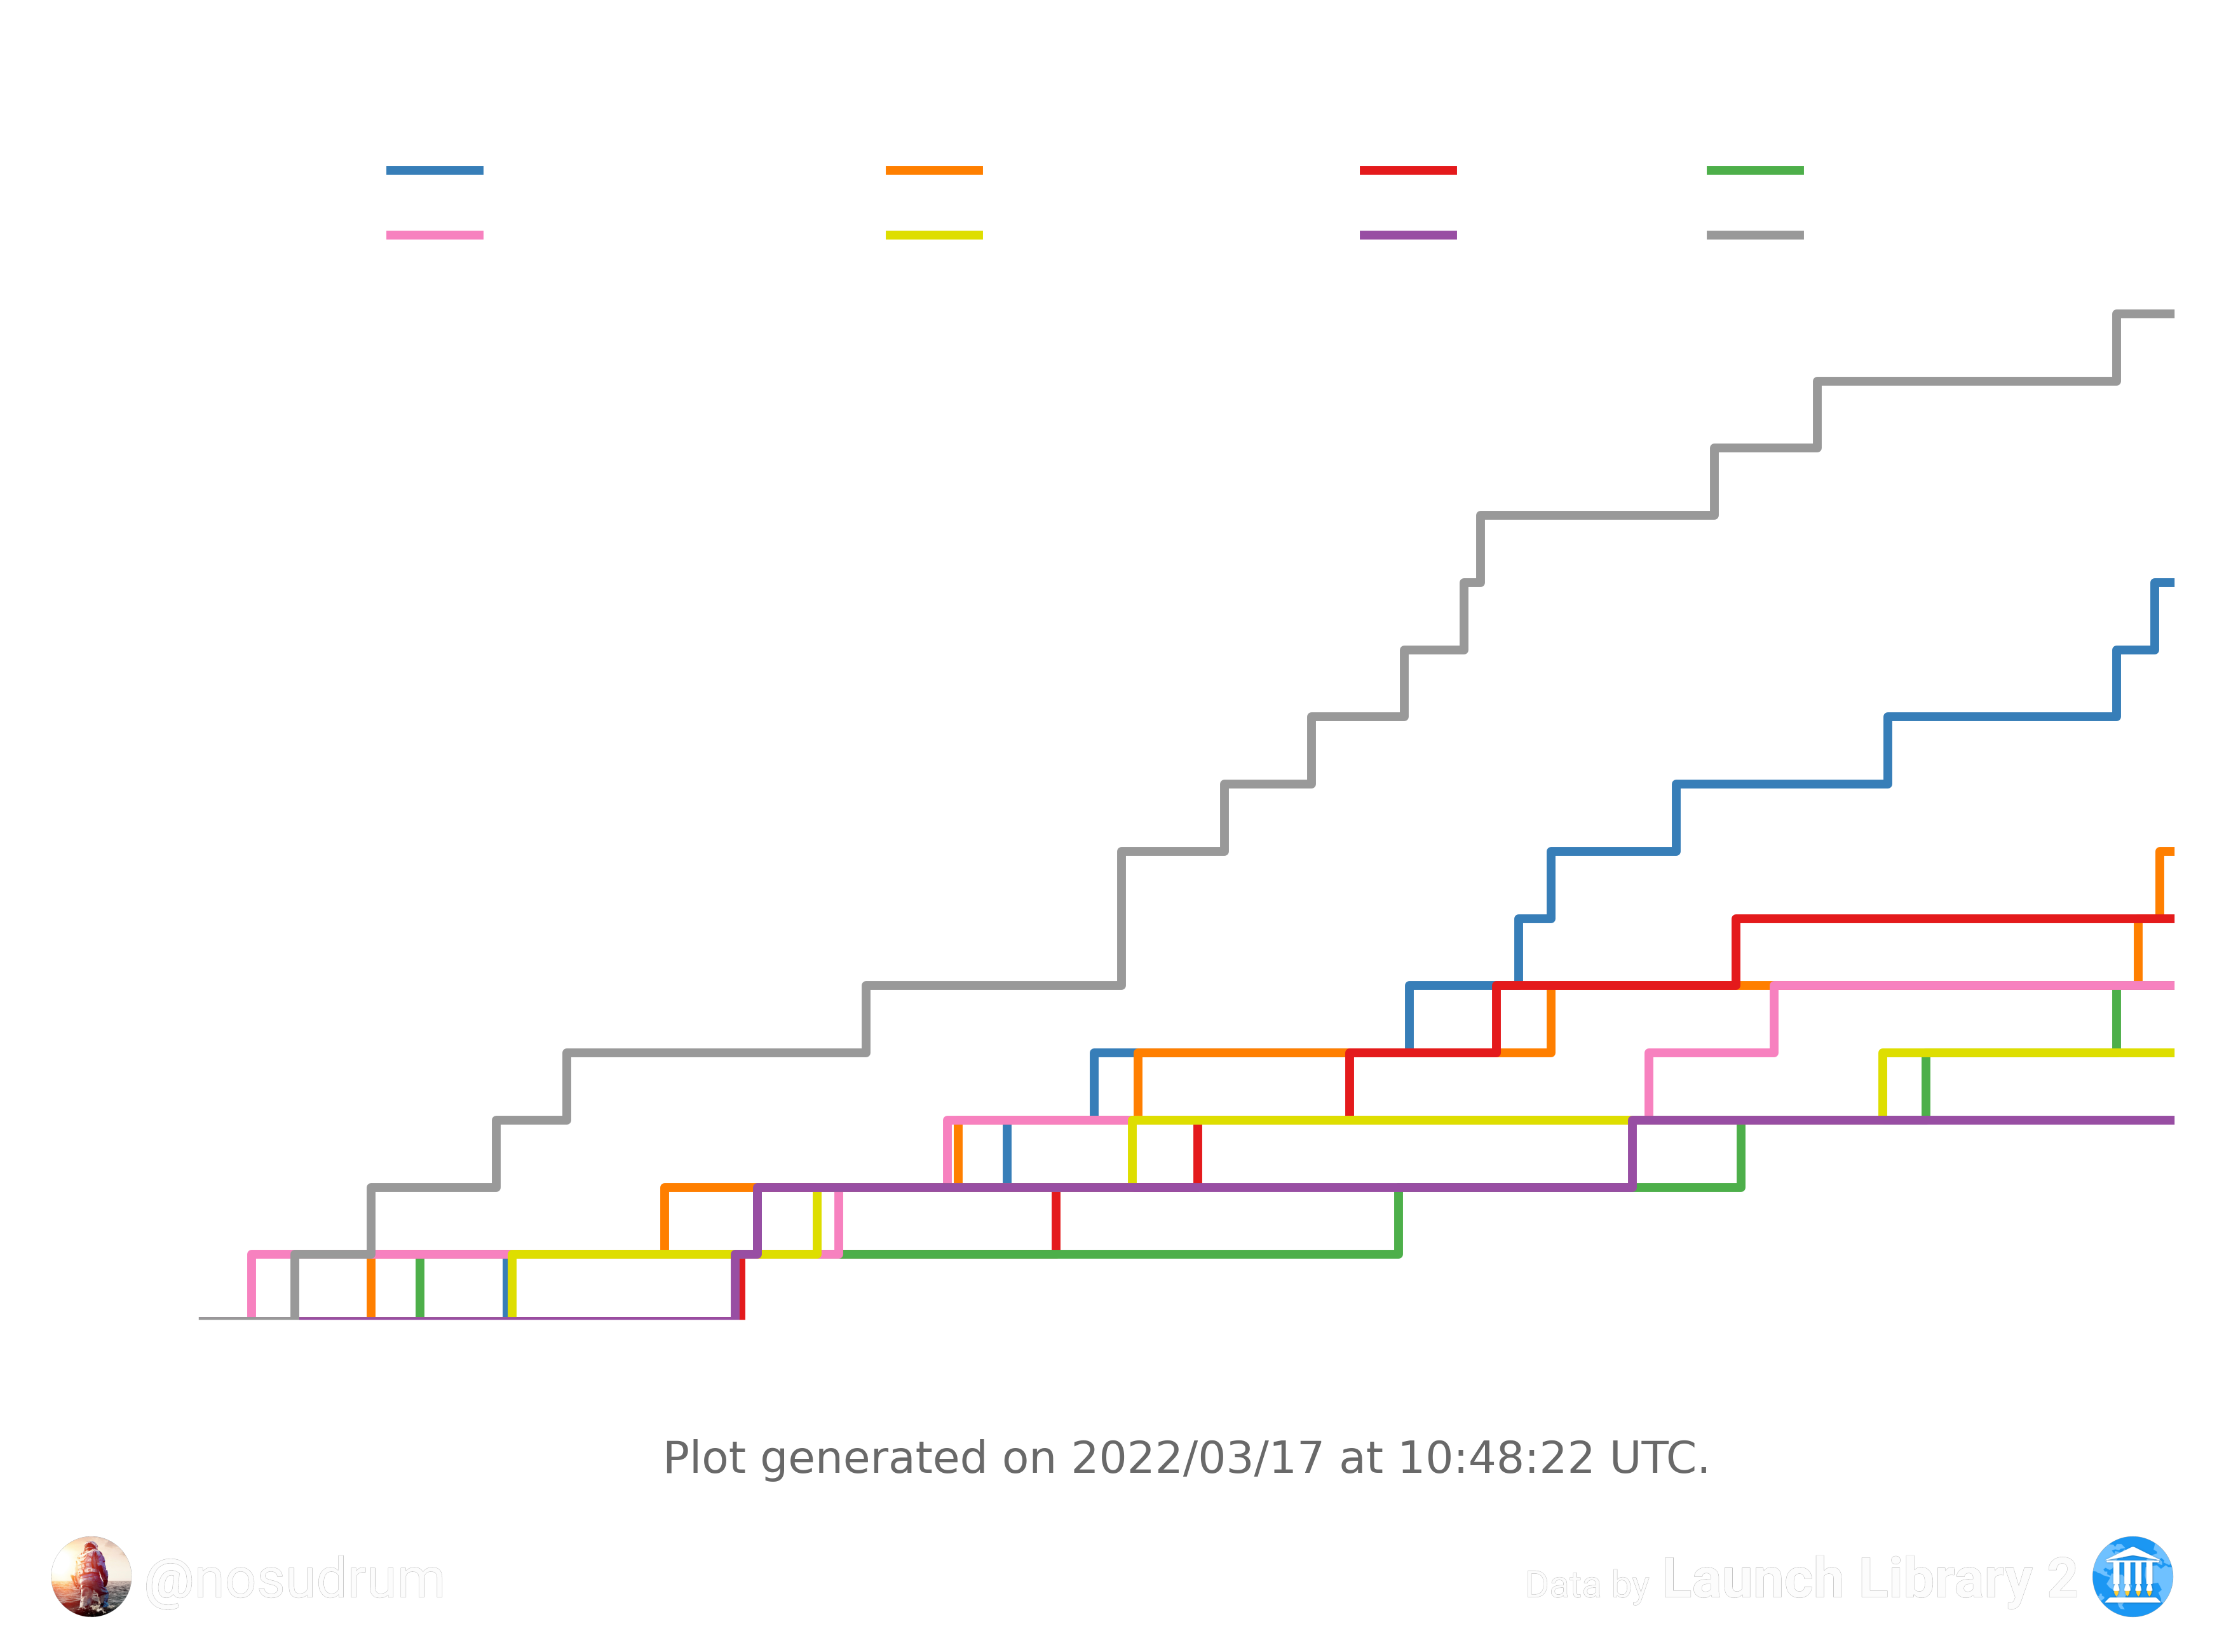 Plot generated on 2022/03/17 at 10:48:22 UTC.
@nosudrum
Data by Launch Library 2